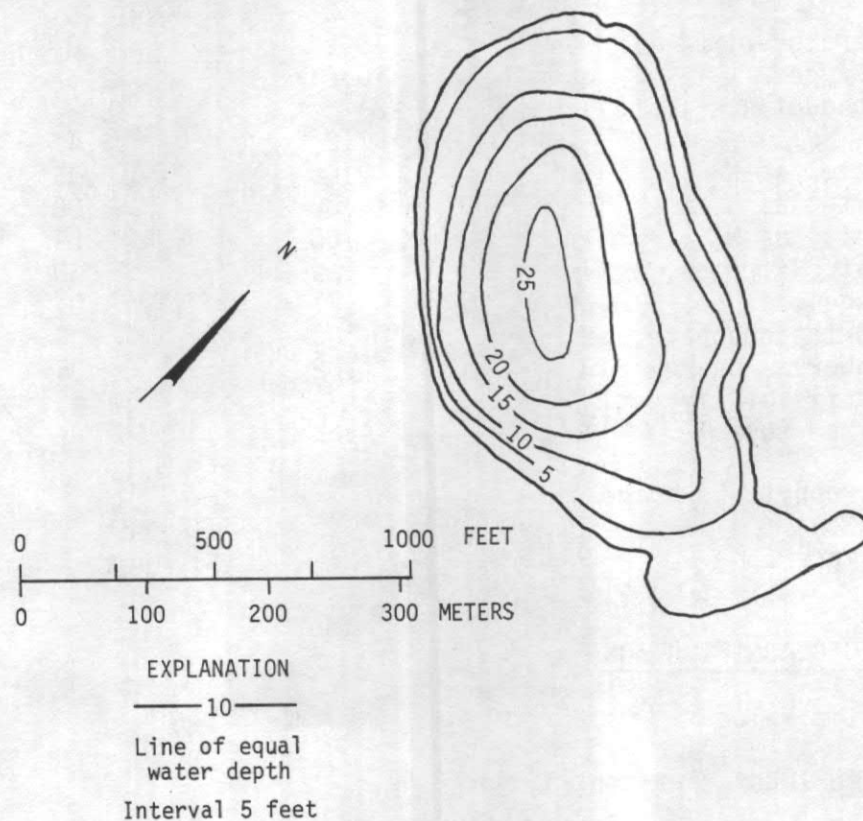 N
25
20
15
10
5
0 500 1000 FEET
0 100 200 300 METERS
EXPLANATION
10
Line of equal
water depth
Interval 5 feet